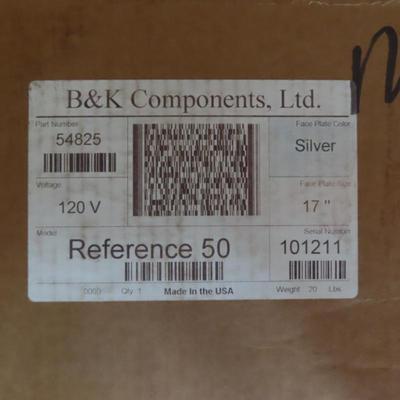 B&K Components, Ltd.
Part Number
54825
Face Plate Color
Silver
Voltage
120 V
Face Plate Size
17 "
Model
Reference 50
Serial Number
101211
0000 Qty 1 Made In the USA Weight 20 Lbs